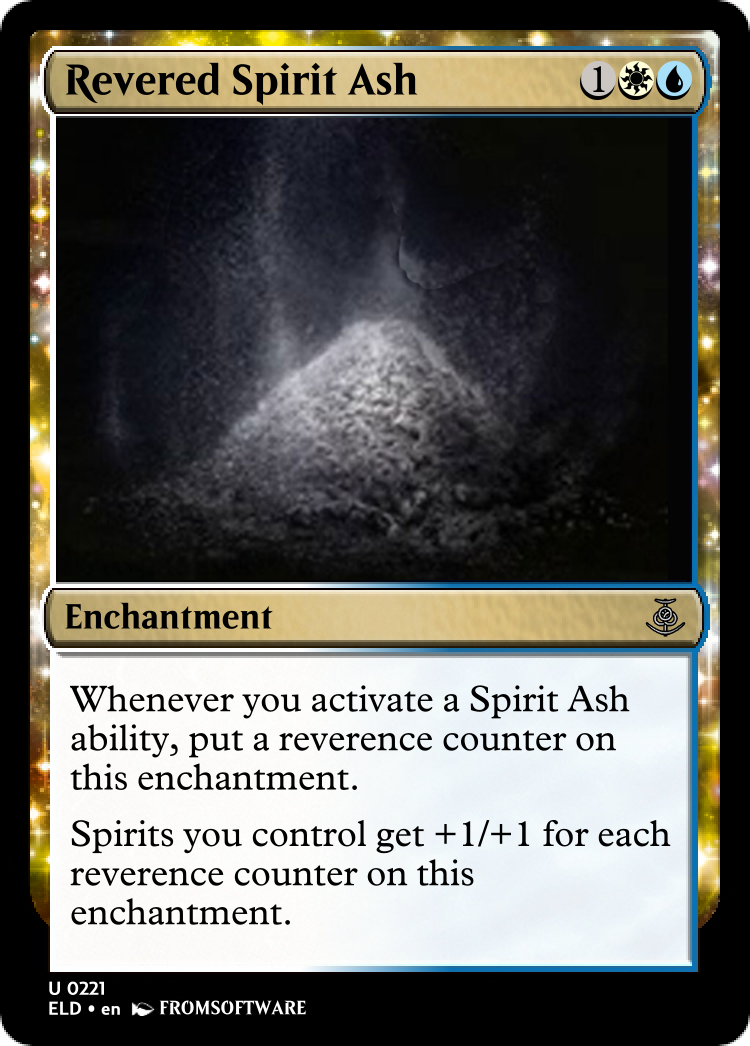 Revered Spirit Ash 1
Enchantment
Whenever you activate a Spirit Ash
ability, put a reverence counter on
this enchantment.
Spirits you control get +1/+1 for each
reverence counter on this
enchantment.
U 0221
ELD • en FROMSOFTWARE